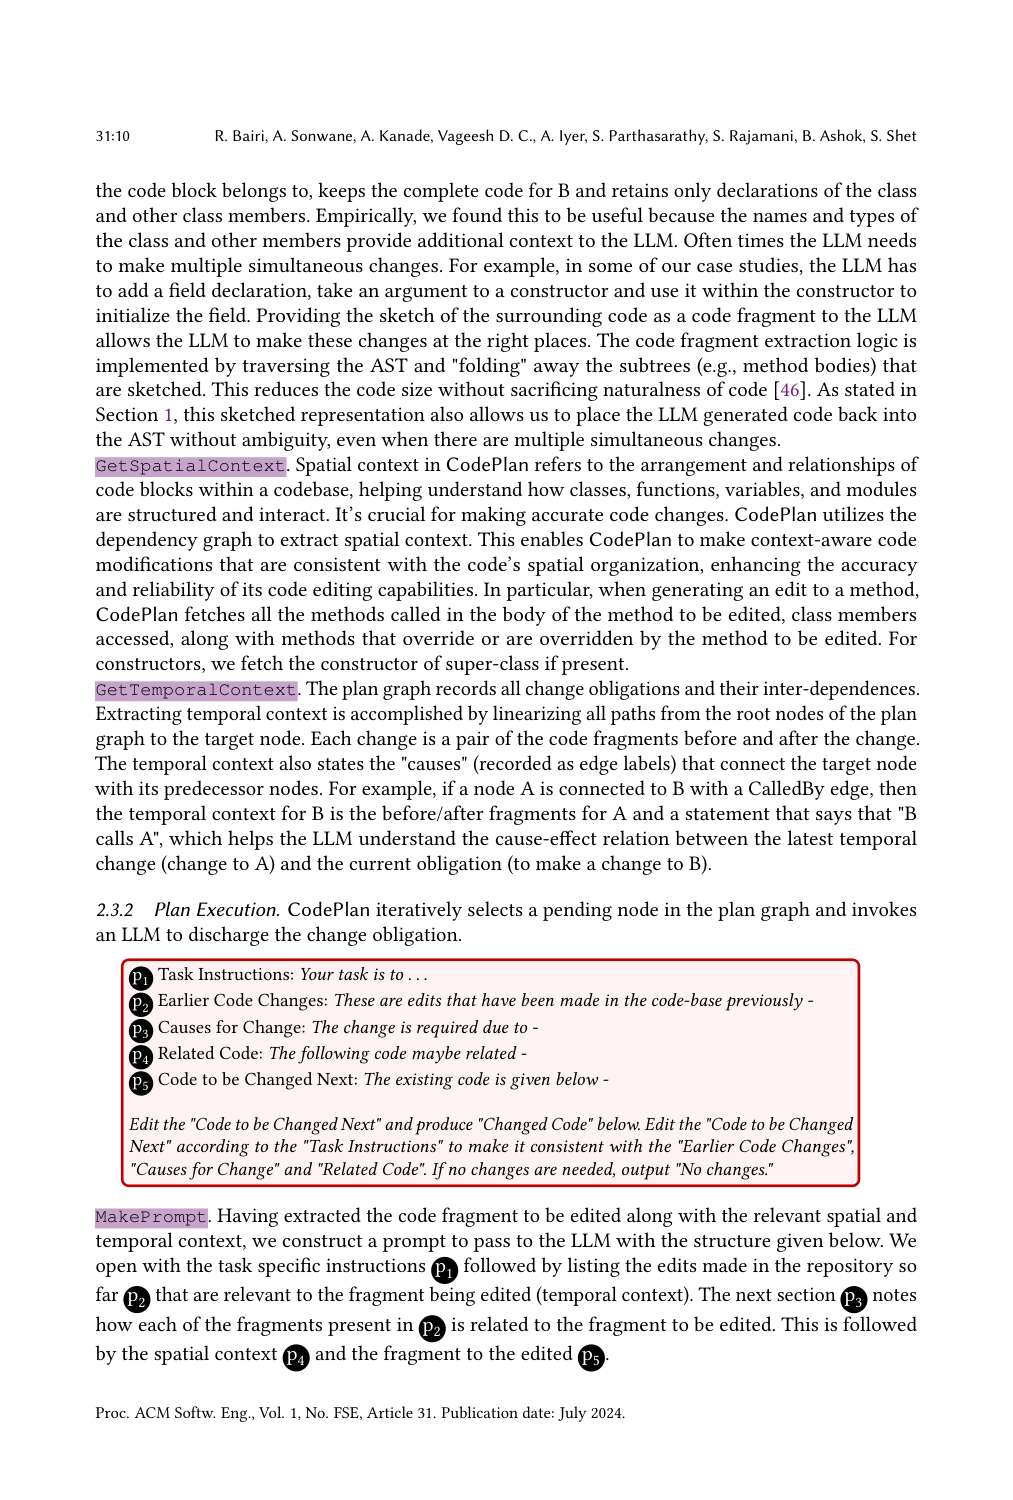 31:10 R. Bairi, A. Sonwane, A. Kanade, Vageesh D. C., A. Iyer, S. Parthasarathy, S. Rajamani, B. Ashok, S. Shet
the code block belongs to, keeps the complete code for B and retains only declarations of the class
and other class members. Empirically, we found this to be useful because the names and types of
the class and other members provide additional context to the LLM. Often times the LLM needs
to make multiple simultaneous changes. For example, in some of our case studies, the LLM has
to add a field declaration, take an argument to a constructor and use it within the constructor to
initialize the field. Providing the sketch of the surrounding code as a code fragment to the LLM
allows the LLM to make these changes at the right places. The code fragment extraction logic is
implemented by traversing the AST and "folding" away the subtrees (e.g., method bodies) that
are sketched. This reduces the code size without sacrificing naturalness of code [46]. As stated in
Section 1, this sketched representation also allows us to place the LLM generated code back into
the AST without ambiguity, even when there are multiple simultaneous changes.
GetSpatialContext. Spatial context in CodePlan refers to the arrangement and relationships of
code blocks within a codebase, helping understand how classes, functions, variables, and modules
are structured and interact. It's crucial for making accurate code changes. CodePlan utilizes the
dependency graph to extract spatial context. This enables CodePlan to make context-aware code
modifications that are consistent with the code's spatial organization, enhancing the accuracy
and reliability of its code editing capabilities. In particular, when generating an edit to a method,
CodePlan fetches all the methods called in the body of the method to be edited, class members
accessed, along with methods that override or are overridden by the method to be edited. For
constructors, we fetch the constructor of super-class if present.
GetTemporalContext. The plan graph records all change obligations and their inter-dependences.
Extracting temporal context is accomplished by linearizing all paths from the root nodes of the plan
graph to the target node. Each change is a pair of the code fragments before and after the change.
The temporal context also states the "causes" (recorded as edge labels) that connect the target node
with its predecessor nodes. For example, if a node A is connected to B with a CalledBy edge, then
the temporal context for B is the before/after fragments for A and a statement that says that "B
calls A", which helps the LLM understand the cause-effect relation between the latest temporal
change (change to A) and the current obligation (to make a change to B).
2.3.2 Plan Execution. CodePlan iteratively selects a pending node in the plan graph and invokes
an LLM to discharge the change obligation.
p1 Task Instructions: Your task is to . . .
p2 Earlier Code Changes: These are edits that have been made in the code-base previously -
p3 Causes for Change: The change is required due to -
p4 Related Code: The following code maybe related -
p5 Code to be Changed Next: The existing code is given below -
Edit the "Code to be Changed Next" and produce "Changed Code" below. Edit the "Code to be Changed
Next" according to the "Task Instructions" to make it consistent with the "Earlier Code Changes",
"Causes for Change" and "Related Code". If no changes are needed, output "No changes."
MakePrompt. Having extracted the code fragment to be edited along with the relevant spatial and
temporal context, we construct a prompt to pass to the LLM with the structure given below. We
open with the task specific instructions p1 followed by listing the edits made in the repository so
far p2 that are relevant to the fragment being edited (temporal context). The next section p3 notes
how each of the fragments present in p2 is related to the fragment to be edited. This is followed
by the spatial context p4 and the fragment to the edited p5.
Proc. ACM Softw. Eng., Vol. 1, No. FSE, Article 31. Publication date: July 2024.